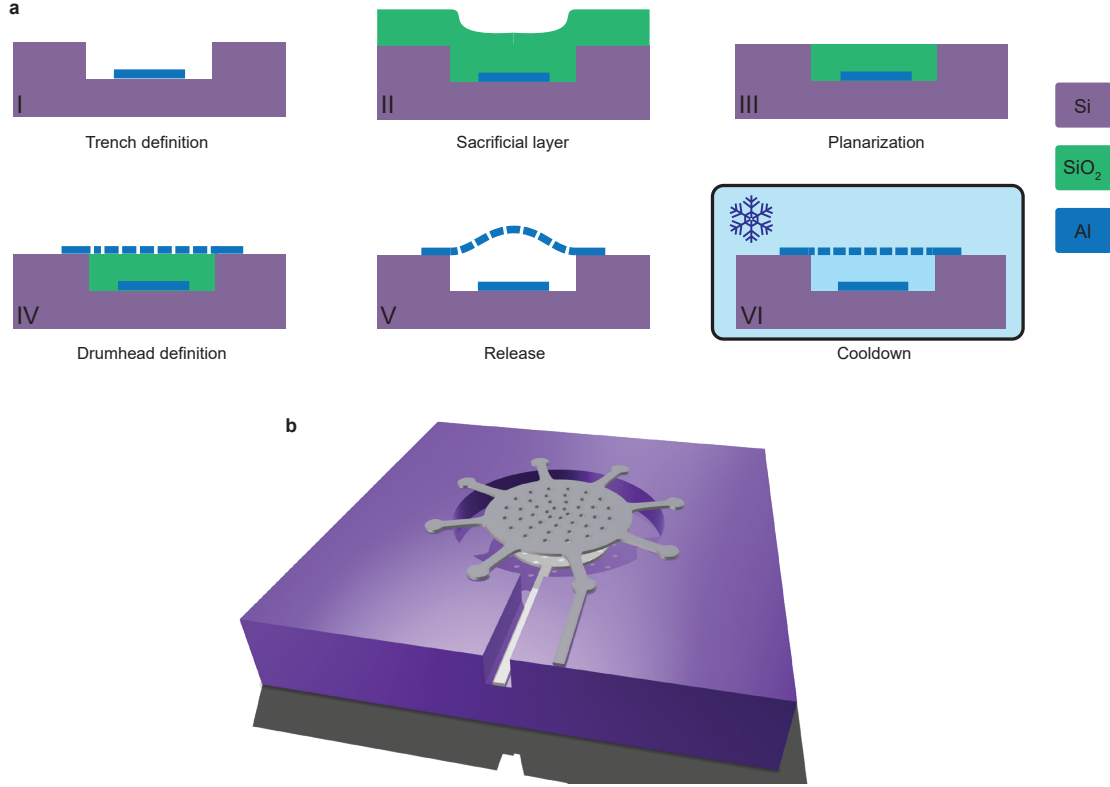 a
I
II
III
Si
Trench definition
Sacrificial layer
Planarization
SiO₂
Al
IV
V
VI
Drumhead definition
Release
Cooldown
b